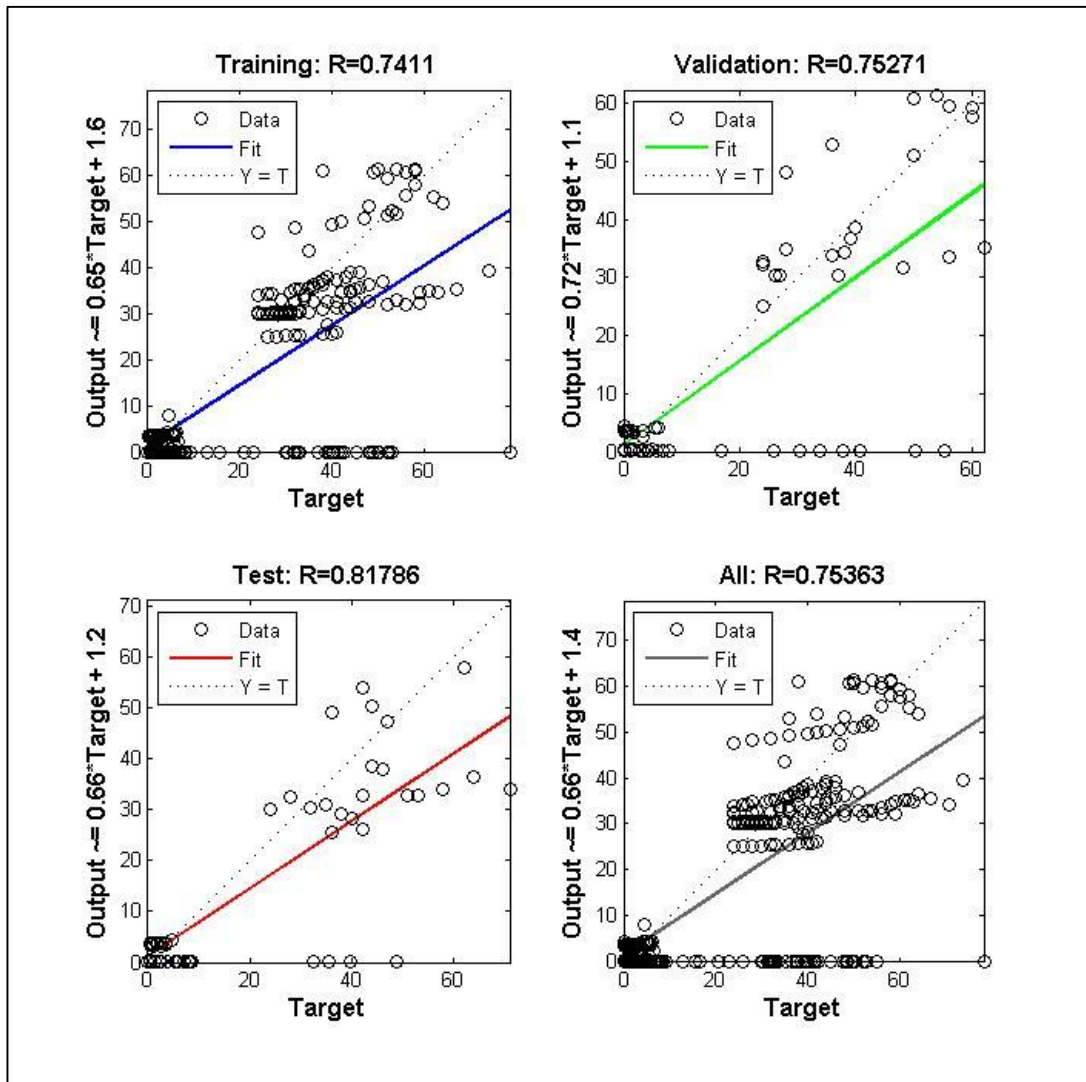 Training: R=0.7411
Output ~= 0.65*Target + 1.6
Data
Fit
Y = T
70
60
50
40
30
20
10
0
0
20
40
60
Target
Validation: R=0.75271
Output ~= 0.72*Target + 1.1
Data
Fit
Y = T
60
50
40
30
20
10
0
0
20
40
60
Target
Test: R=0.81786
Output ~= 0.66*Target + 1.2
Data
Fit
Y = T
70
60
50
40
30
20
10
0
0
20
40
60
Target
All: R=0.75363
Output ~= 0.66*Target + 1.4
Data
Fit
Y = T
70
60
50
40
30
20
10
0
0
20
40
60
Target